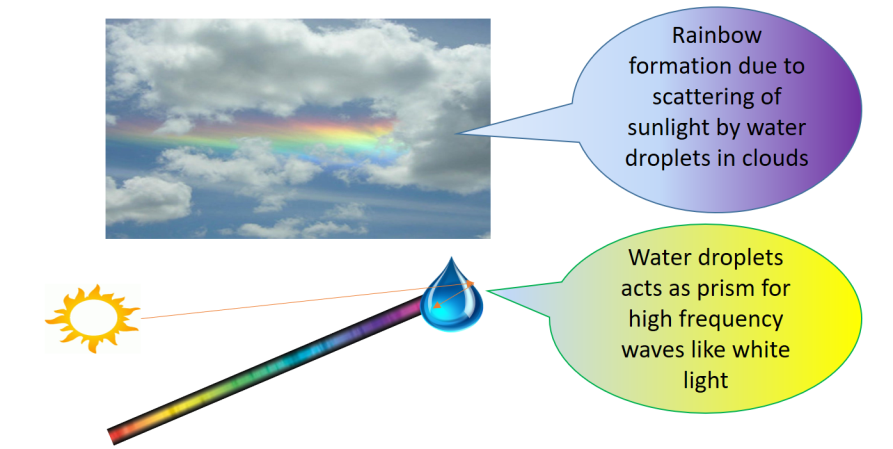 Rainbow
formation due to
scattering of
sunlight by water
droplets in clouds
Water droplets
acts as prism for
high frequency
waves like white
light